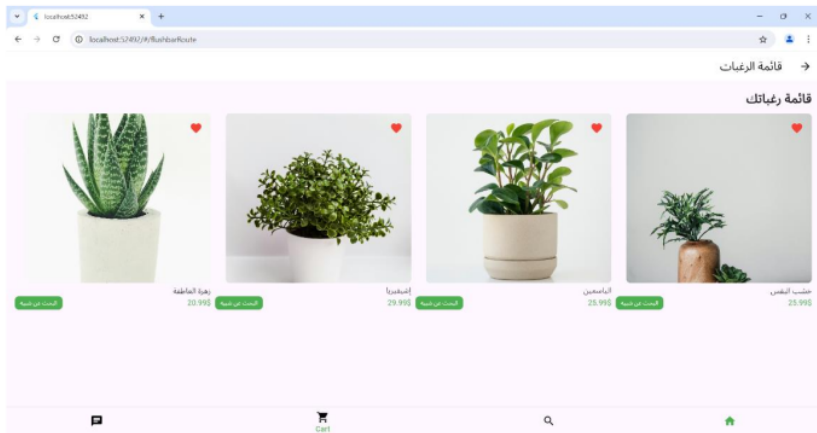 localhost:52492
localhost:52492/#/flushbarRoute
قائمة الرغبات
قائمة رغباتك
خشب البقس
25.99$
البحث عن شبيه
الياسمين
25.99$
البحث عن شبيه
إشيفيريا
29.99$
البحث عن شبيه
زهرة العاطفة
20.99$
البحث عن شبيه
Cart